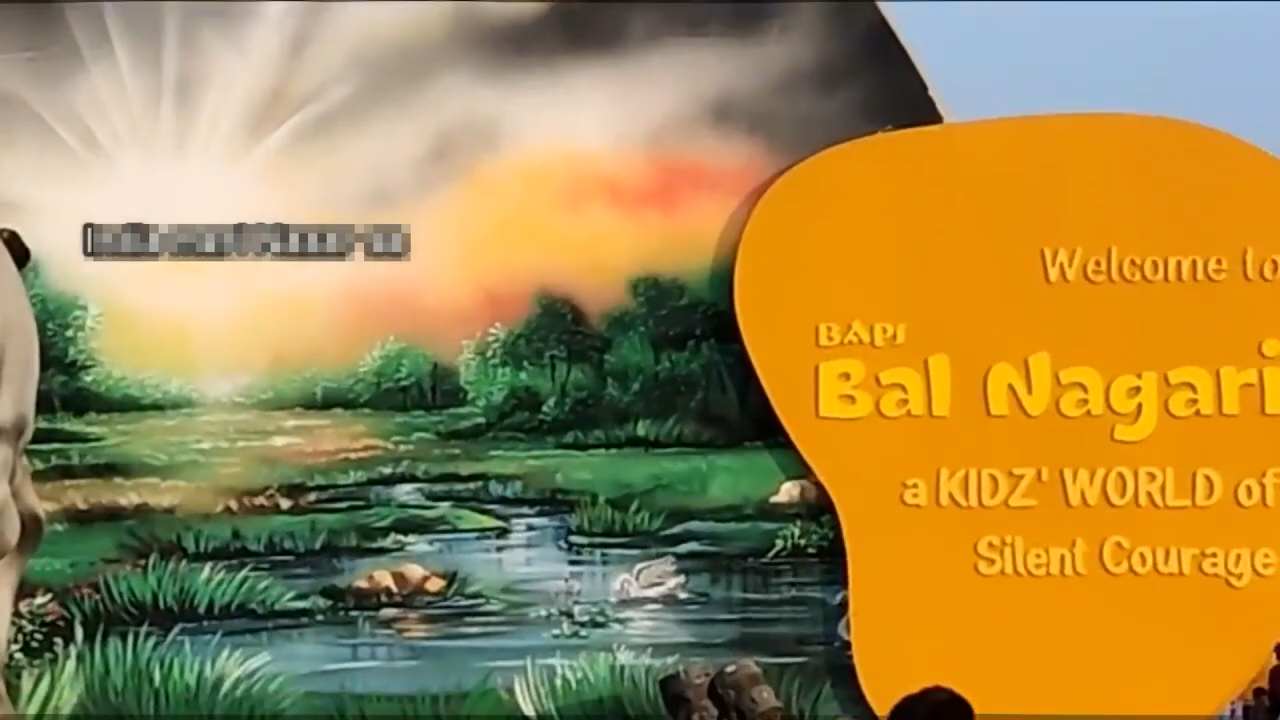 Welcome to
BAPS
Bal Nagari
a KIDZ' WORLD of
Silent Courage